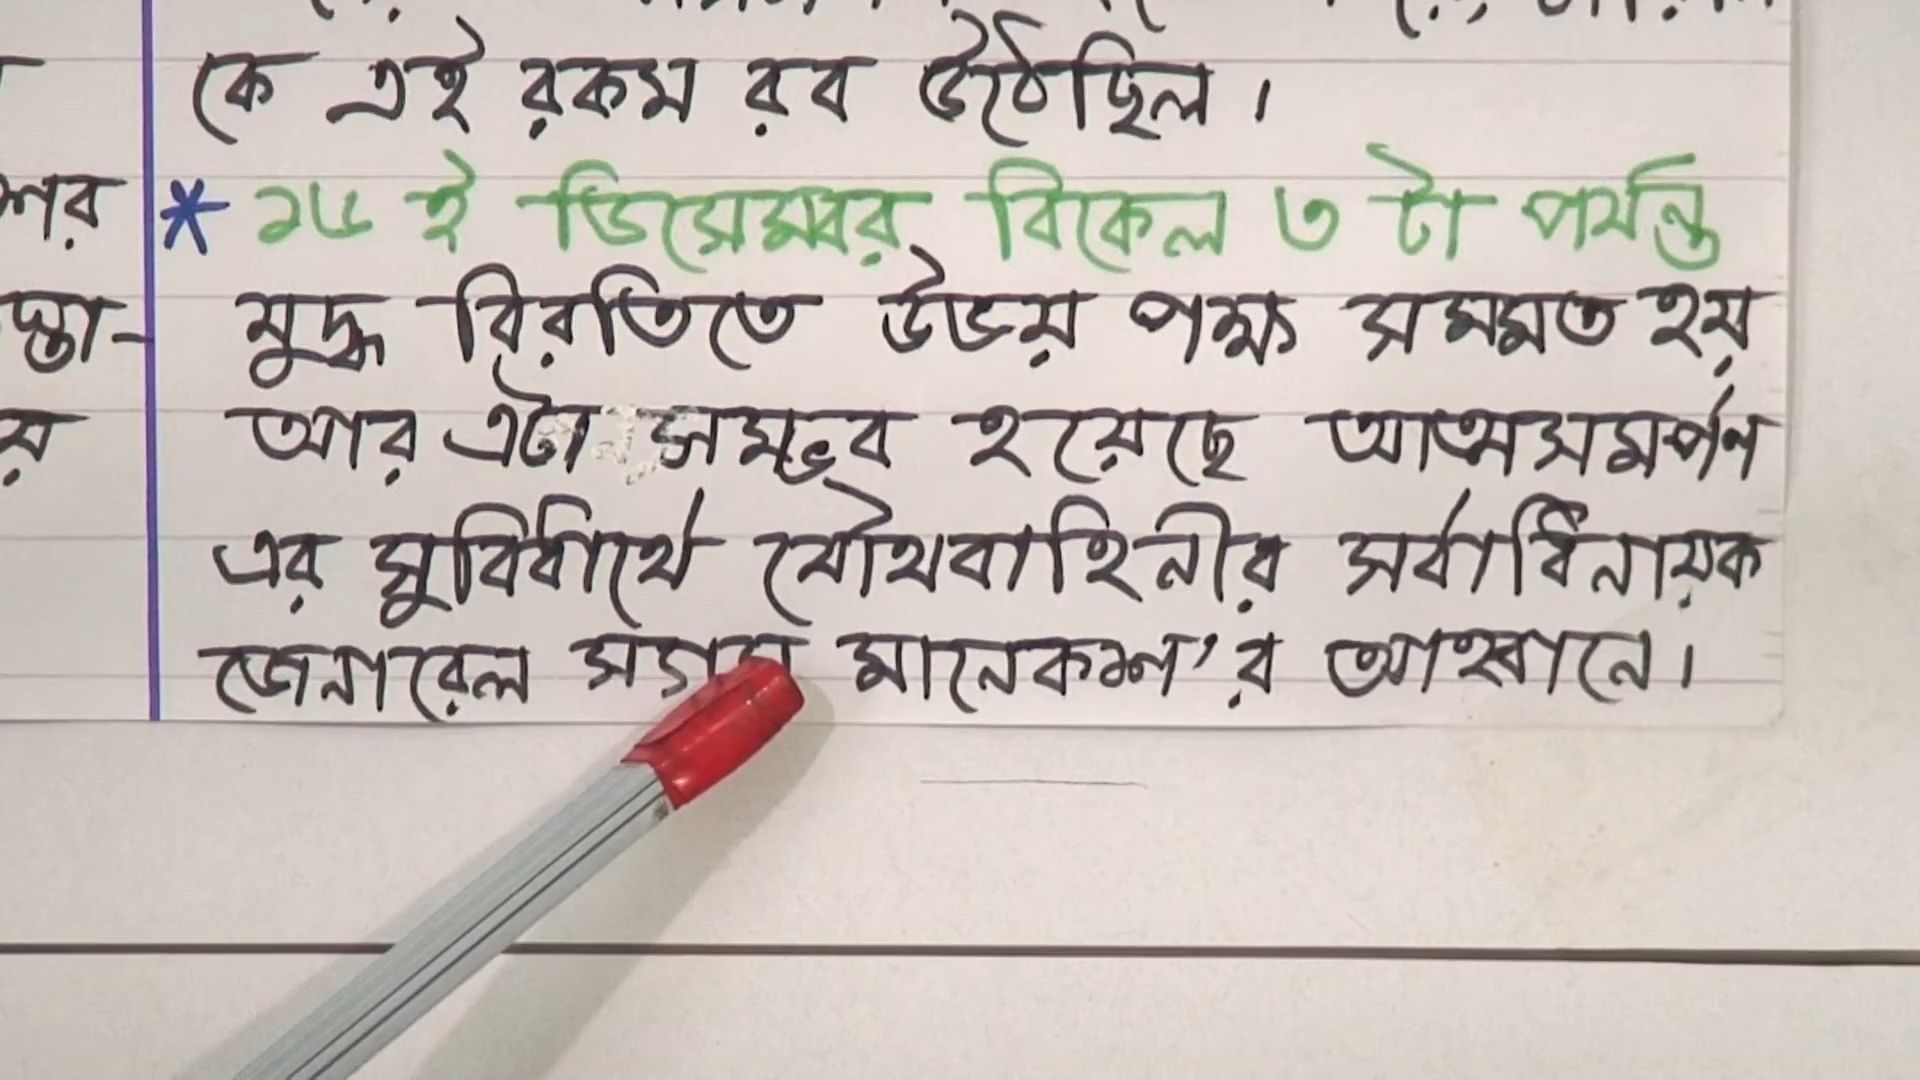 কে এই রকম রব উঠেছিল।
* ১৬ ই ডিসেম্বর বিকেল ৩ টা পর্যন্ত
যুদ্ধ বিরতিতে উভয় পক্ষ সম্মত হয়
আর এটা সম্ভব হয়েছে আত্মসমর্পন
এর সুবিধার্থে যৌথবাহিনীর সর্বাধিনায়ক
জেনারেল স্যাম মানেকশ'র আহ্বানে।